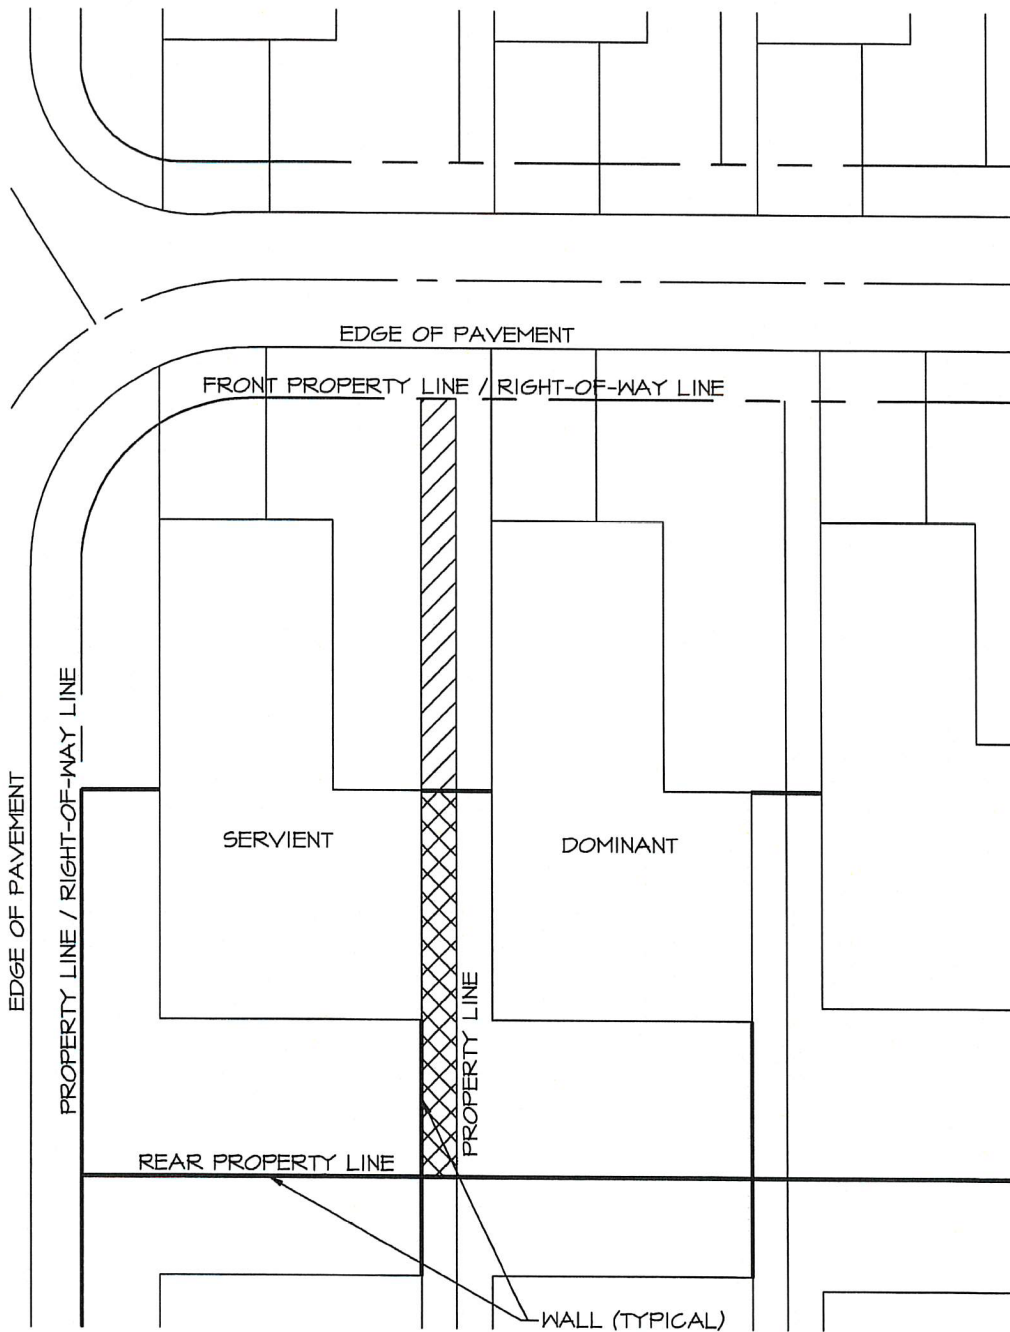 EDGE OF PAVEMENT
FRONT PROPERTY LINE / RIGHT-OF-WAY LINE
PROPERTY LINE / RIGHT-OF-WAY LINE
EDGE OF PAVEMENT
SERVIENT
DOMINANT
PROPERTY LINE
REAR PROPERTY LINE
WALL (TYPICAL)